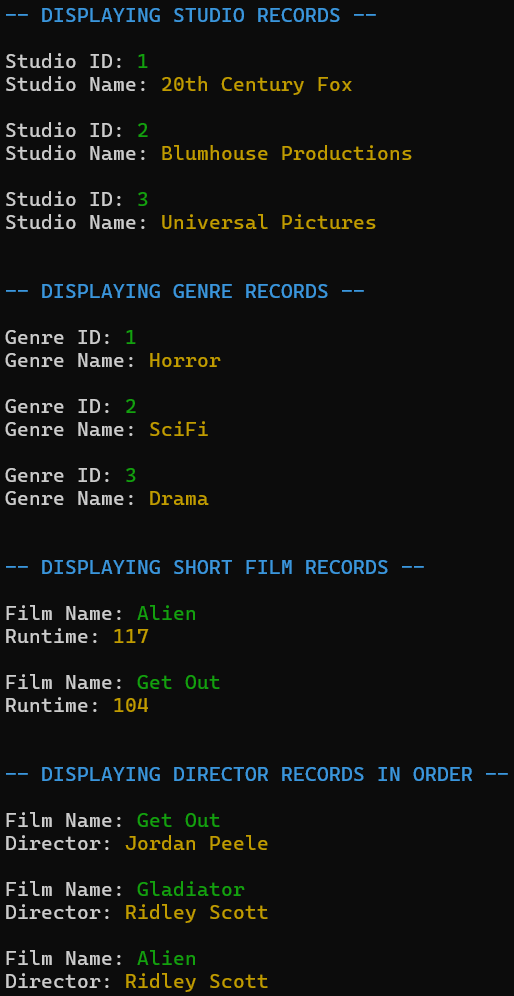 -- DISPLAYING STUDIO RECORDS --
Studio ID: 1
Studio Name: 20th Century Fox
Studio ID: 2
Studio Name: Blumhouse Productions
Studio ID: 3
Studio Name: Universal Pictures
-- DISPLAYING GENRE RECORDS --
Genre ID: 1
Genre Name: Horror
Genre ID: 2
Genre Name: SciFi
Genre ID: 3
Genre Name: Drama
-- DISPLAYING SHORT FILM RECORDS --
Film Name: Alien
Runtime: 117
Film Name: Get Out
Runtime: 104
-- DISPLAYING DIRECTOR RECORDS IN ORDER --
Film Name: Get Out
Director: Jordan Peele
Film Name: Gladiator
Director: Ridley Scott
Film Name: Alien
Director: Ridley Scott